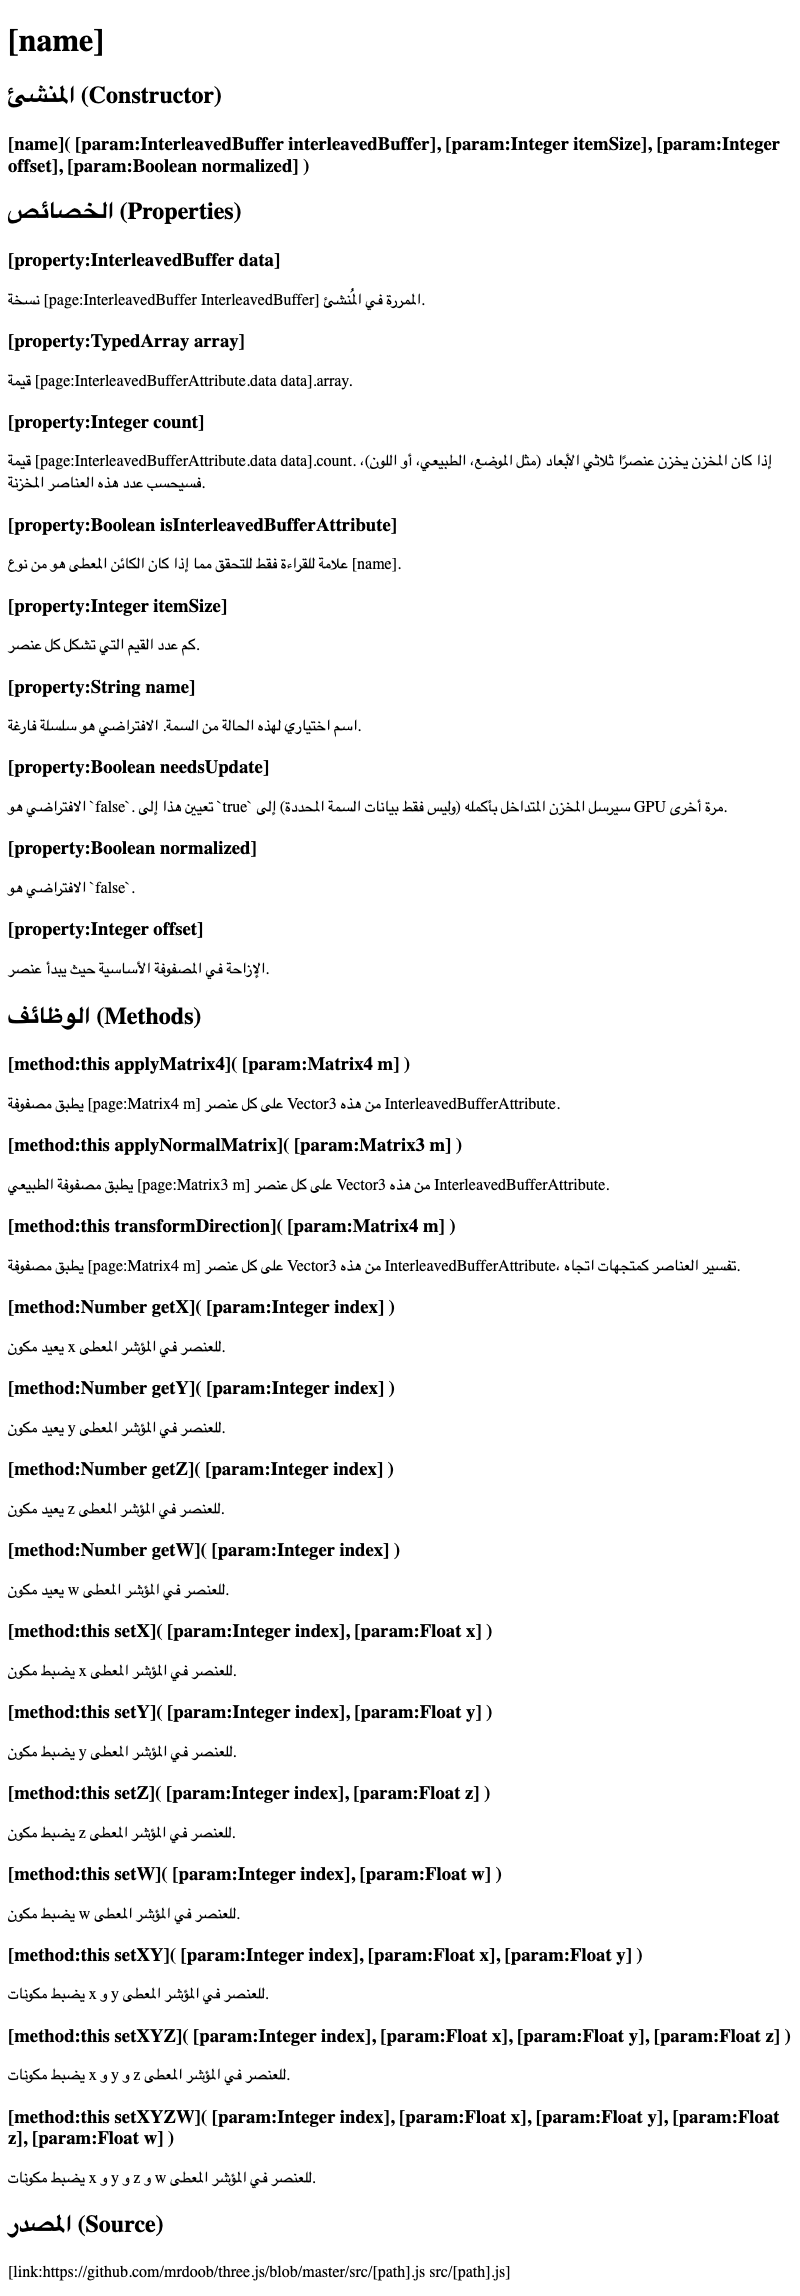 [name]
المنشئ (Constructor)
[name]( [param:InterleavedBuffer interleavedBuffer], [param:Integer itemSize], [param:Integer
offset], [param:Boolean normalized] )
الخصائص (Properties)
[property:InterleavedBuffer data]
نسخة [page:InterleavedBuffer InterleavedBuffer] الممررة في المُنشئ.
[property:TypedArray array]
قيمة [page:InterleavedBufferAttribute.data data].array.
[property:Integer count]
قيمة [page:InterleavedBufferAttribute.data data].count. إذا كان المخزن يخزن عنصرًا ثلاثي الأبعاد (مثل الموضع، الطبيعي، أو اللون)،
فسيحسب عدد هذه العناصر المخزنة.
[property:Boolean isInterleavedBufferAttribute]
علامة للقراءة فقط للتحقق مما إذا كان الكائن المعطى هو من نوع [name].
[property:Integer itemSize]
كم عدد القيم التي تشكل كل عنصر.
[property:String name]
اسم اختياري لهذه الحالة من السمة. الافتراضي هو سلسلة فارغة.
[property:Boolean needsUpdate]
الافتراضي هو `false`. تعيين هذا إلى `true` سيرسل المخزن المتداخل بأكمله (وليس فقط بيانات السمة المحددة) إلى GPU مرة أخرى.
[property:Boolean normalized]
الافتراضي هو `false`.
[property:Integer offset]
الإزاحة في المصفوفة الأساسية حيث يبدأ عنصر.
الوظائف (Methods)
[method:this applyMatrix4]( [param:Matrix4 m] )
يطبق مصفوفة [page:Matrix4 m] على كل عنصر Vector3 من هذه InterleavedBufferAttribute.
[method:this applyNormalMatrix]( [param:Matrix3 m] )
يطبق مصفوفة الطبيعي [page:Matrix3 m] على كل عنصر Vector3 من هذه InterleavedBufferAttribute.
[method:this transformDirection]( [param:Matrix4 m] )
يطبق مصفوفة [page:Matrix4 m] على كل عنصر Vector3 من هذه InterleavedBufferAttribute، تفسير العناصر كمتجهات اتجاه.
[method:Number getX]( [param:Integer index] )
يعيد مكون x للعنصر في المؤشر المعطى.
[method:Number getY]( [param:Integer index] )
يعيد مكون y للعنصر في المؤشر المعطى.
[method:Number getZ]( [param:Integer index] )
يعيد مكون z للعنصر في المؤشر المعطى.
[method:Number getW]( [param:Integer index] )
يعيد مكون w للعنصر في المؤشر المعطى.
[method:this setX]( [param:Integer index], [param:Float x] )
يضبط مكون x للعنصر في المؤشر المعطى.
[method:this setY]( [param:Integer index], [param:Float y] )
يضبط مكون y للعنصر في المؤشر المعطى.
[method:this setZ]( [param:Integer index], [param:Float z] )
يضبط مكون z للعنصر في المؤشر المعطى.
[method:this setW]( [param:Integer index], [param:Float w] )
يضبط مكون w للعنصر في المؤشر المعطى.
[method:this setXY]( [param:Integer index], [param:Float x], [param:Float y] )
يضبط مكونات x و y للعنصر في المؤشر المعطى.
[method:this setXYZ]( [param:Integer index], [param:Float x], [param:Float y], [param:Float z] )
يضبط مكونات x و y و z للعنصر في المؤشر المعطى.
[method:this setXYZW]( [param:Integer index], [param:Float x], [param:Float y], [param:Float
z], [param:Float w] )
يضبط مكونات x و y و z و w للعنصر في المؤشر المعطى.
المصدر (Source)
[link:https://github.com/mrdoob/three.js/blob/master/src/[path].js src/[path].js]